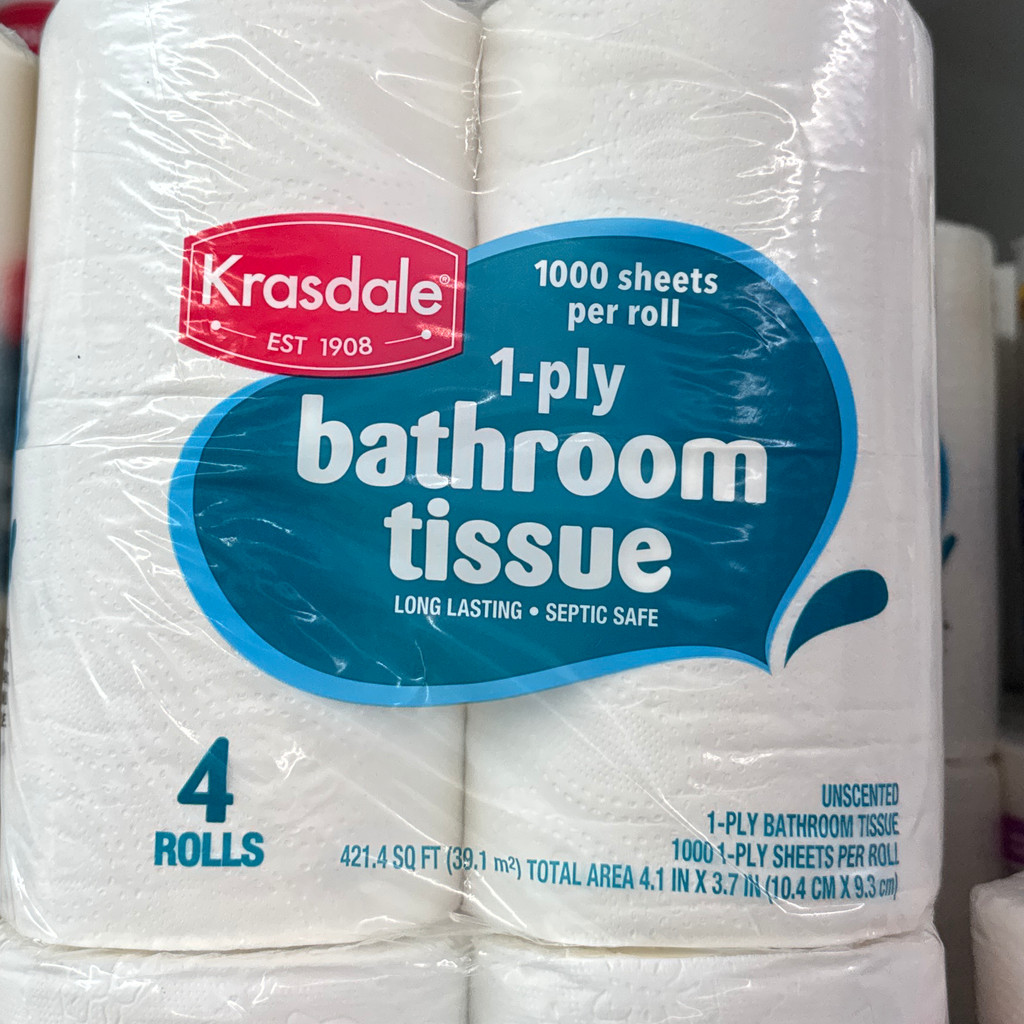 Krasdale®
EST 1908
1000 sheets
per roll
1-ply
bathroom
tissue
LONG LASTING • SEPTIC SAFE
4
ROLLS
UNSCENTED
1-PLY BATHROOM TISSUE
1000 1-PLY SHEETS PER ROLL
421.4 SQ FT (39.1 m²) TOTAL AREA 4.1 IN X 3.7 IN (10.4 CM X 9.3 cm)